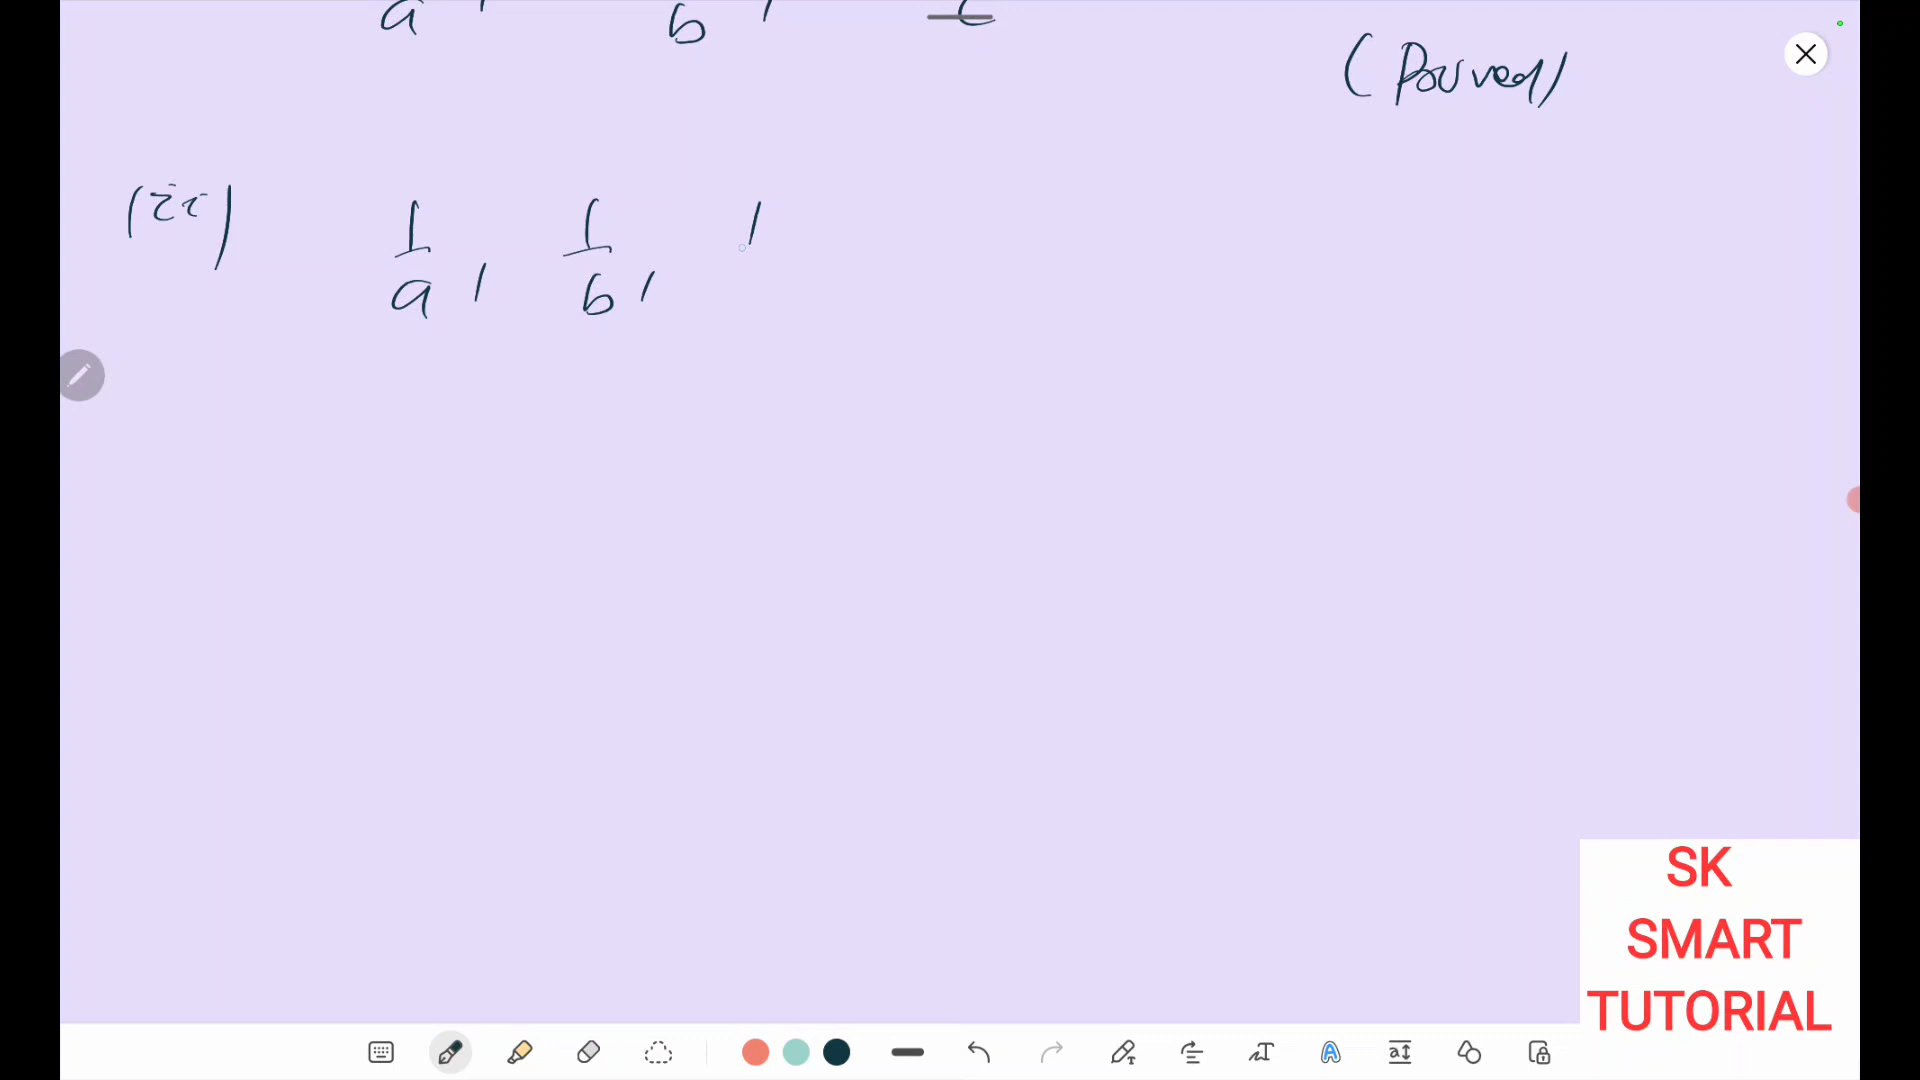 a , b , c
(Proved)
(ii) 1/a , 1/b , 1
SK
SMART
TUTORIAL